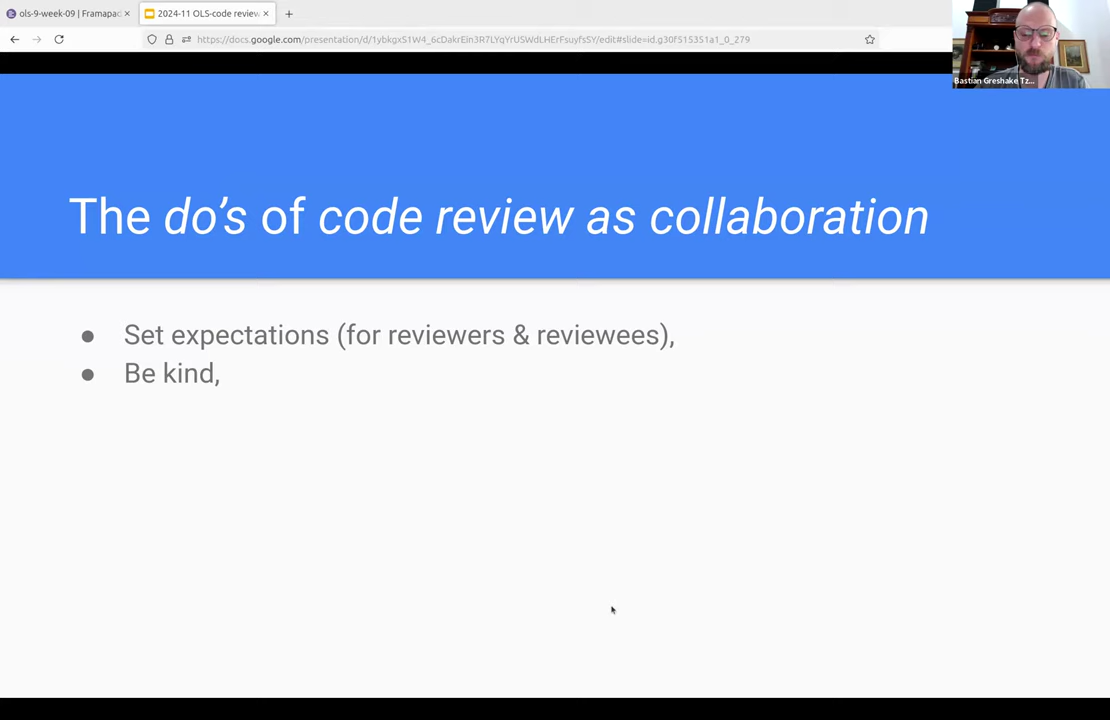 ols-9-week-09 | Framapad
2024-11 OLS-code review
https://docs.google.com/presentation/d/1ybkgxS1W4_6cDakrEin3R7LYqYrUSWdLHErFsuyfsSY/edit#slide=id.g30f515351a1_0_279
Bastian Greshake Tz...
The do's of code review as collaboration
● Set expectations (for reviewers & reviewees),
● Be kind,